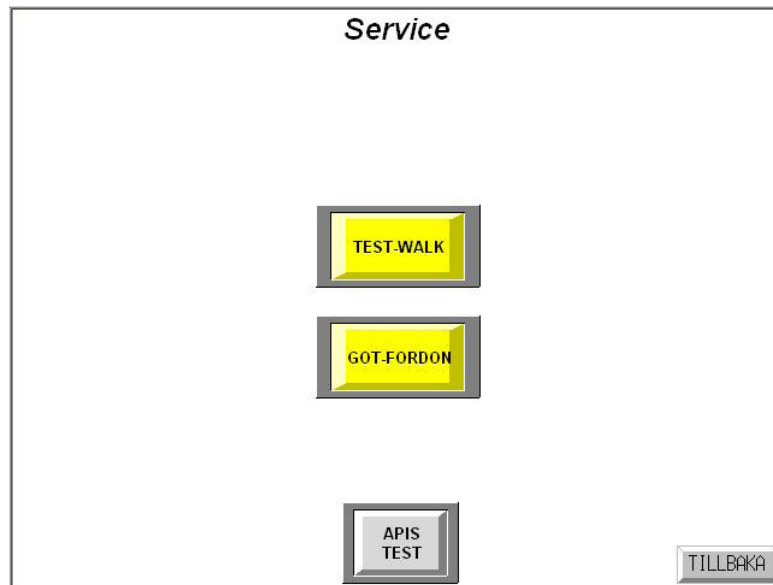 Service
TEST-WALK
GOT-FORDON
APIS
TEST
TILLBAKA